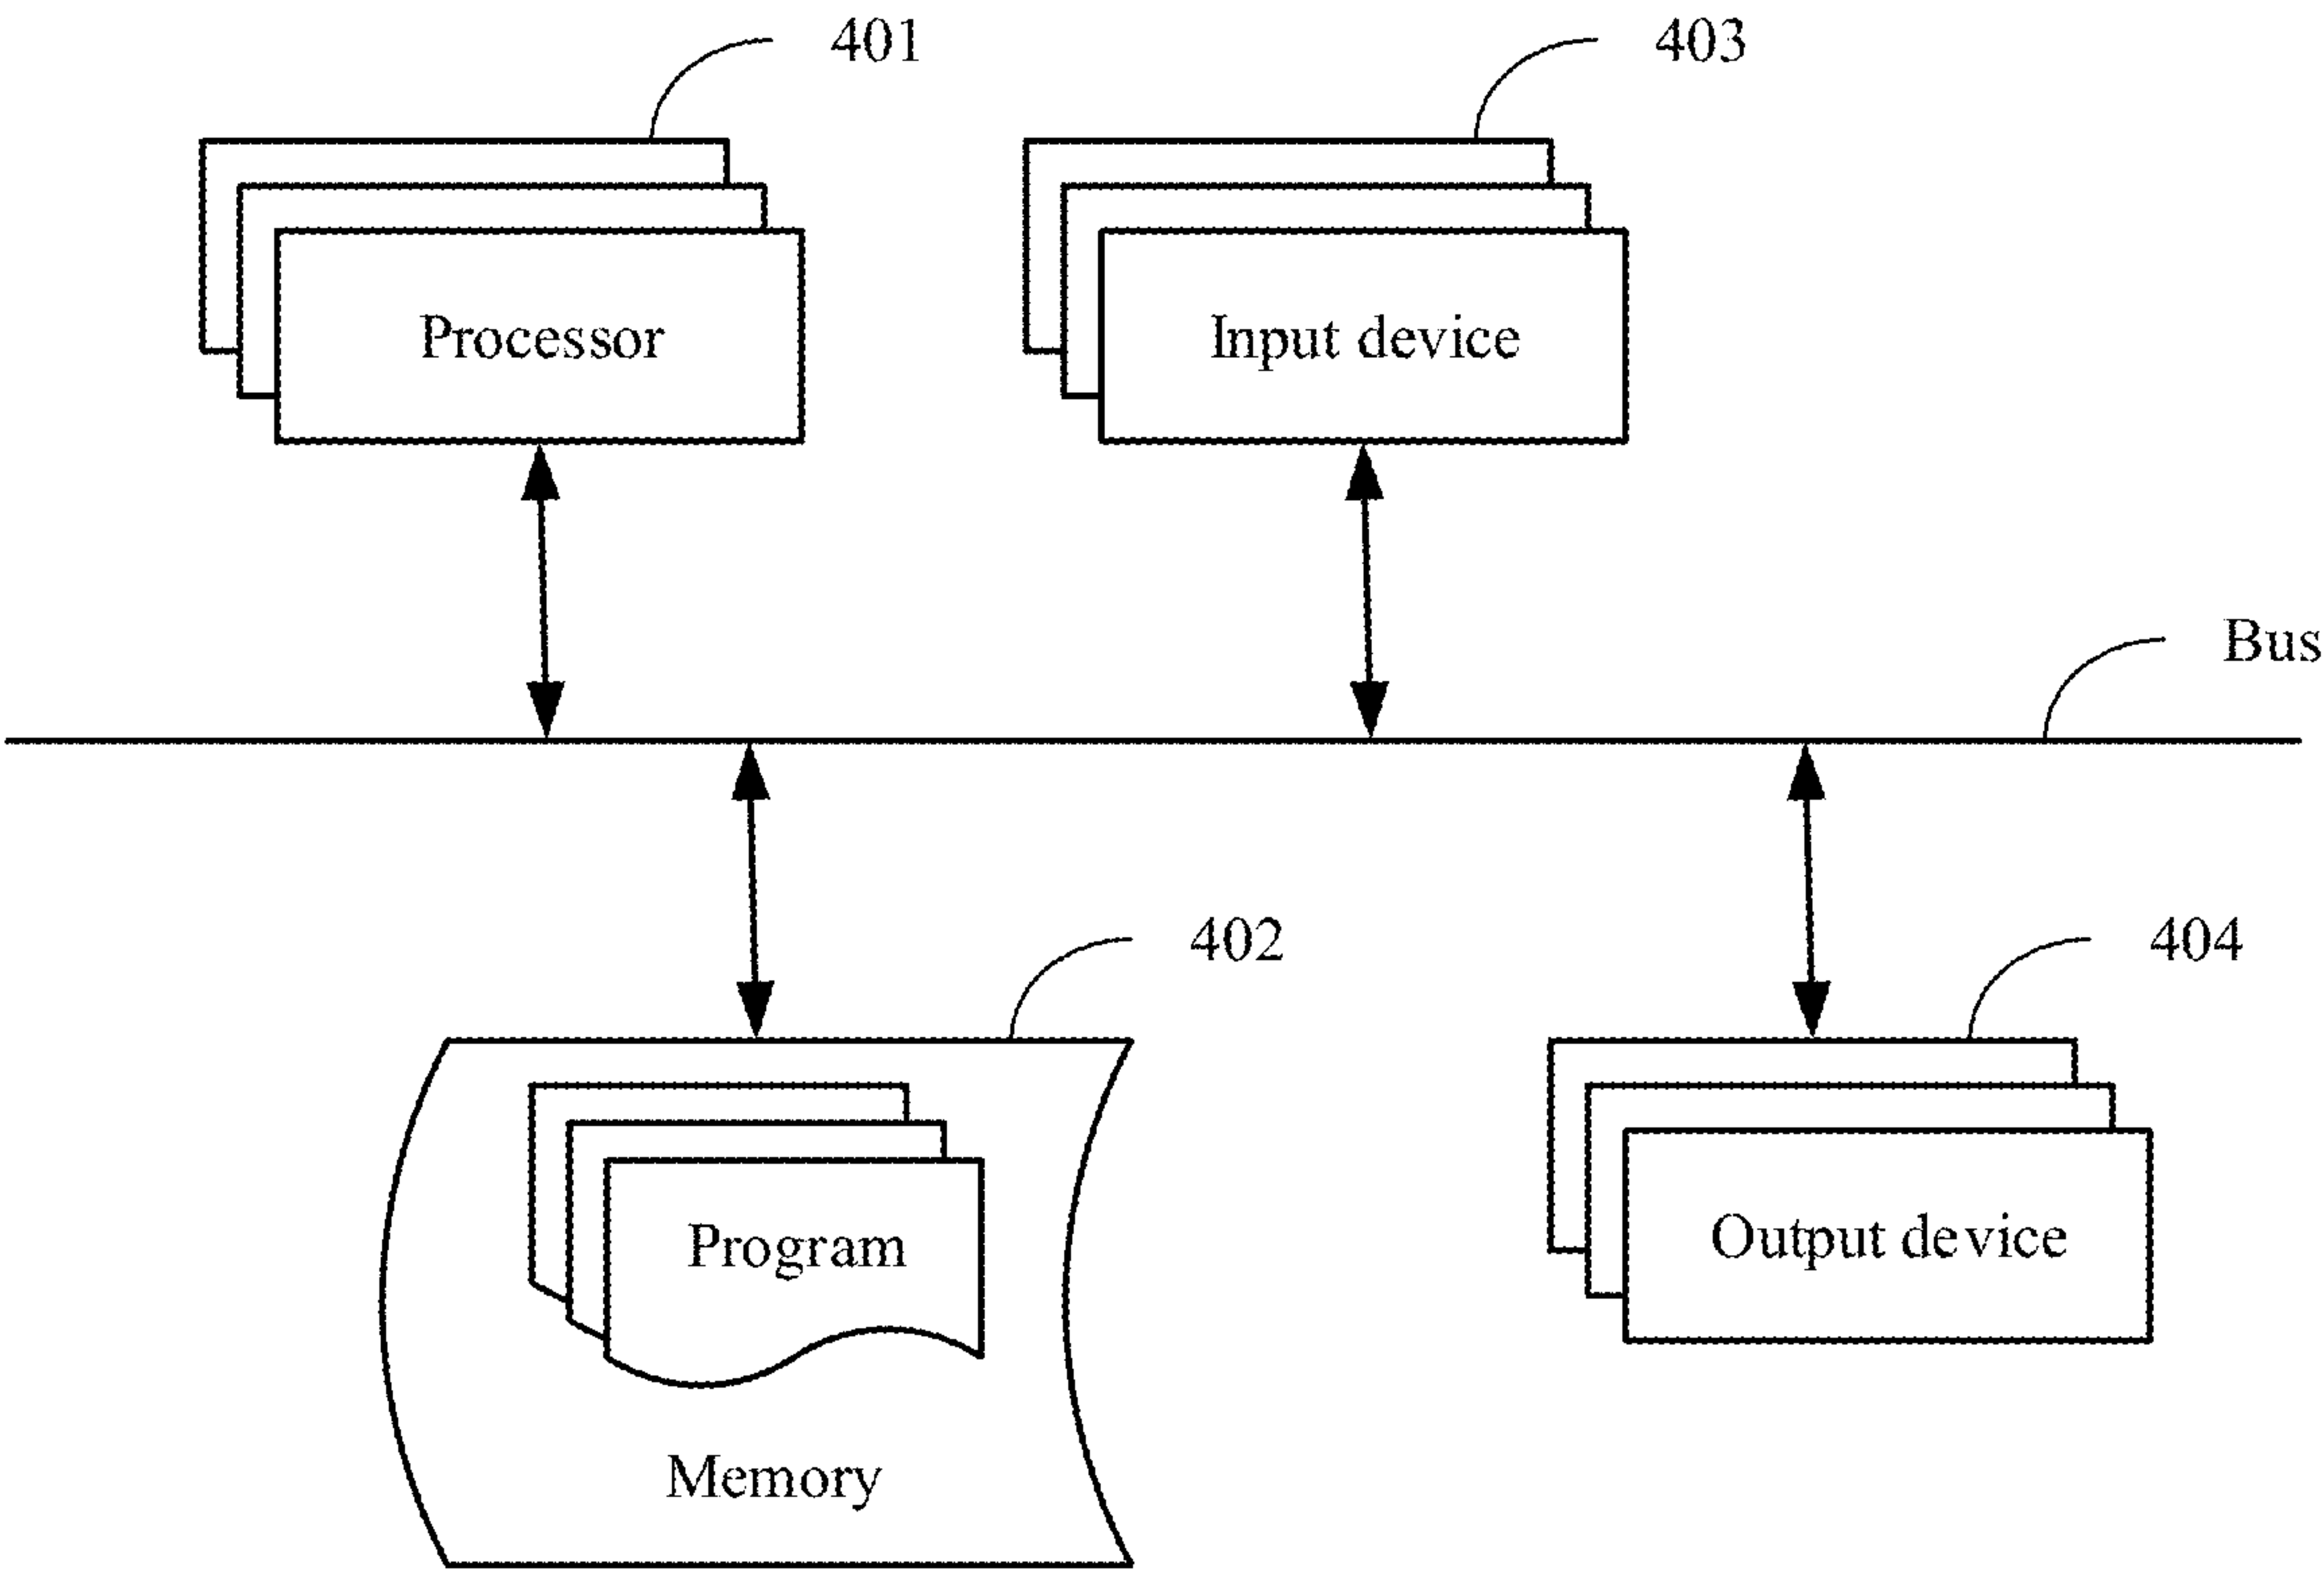 401
403
Processor
Input device
Bus
402
404
Program
Output device
Memory